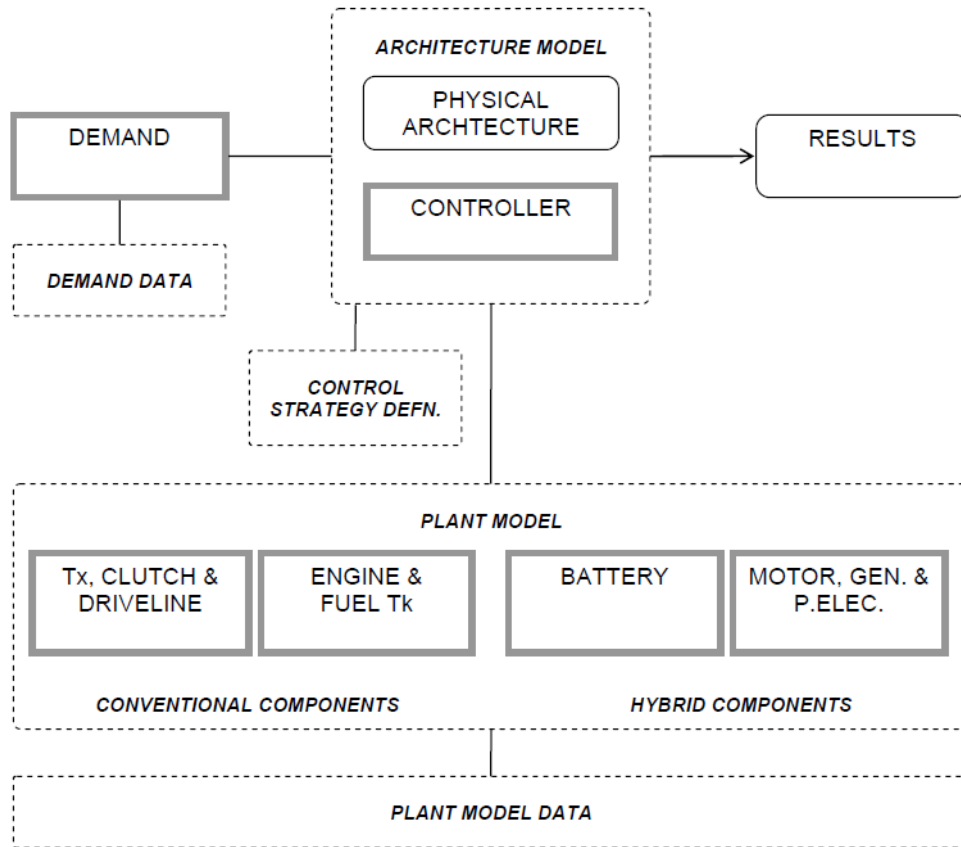 ARCHITECTURE MODEL
PHYSICAL
ARCHTECTURE
CONTROLLER
DEMAND
DEMAND DATA
RESULTS
CONTROL
STRATEGY DEFN.
PLANT MODEL
Tx, CLUTCH &
DRIVELINE
ENGINE &
FUEL Tk
BATTERY
MOTOR, GEN. &
P.ELEC.
CONVENTIONAL COMPONENTS
HYBRID COMPONENTS
PLANT MODEL DATA